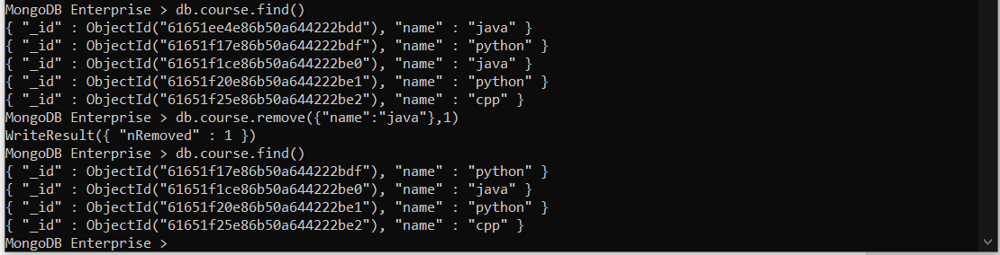 MongoDB Enterprise > db.course.find()
{ "_id" : ObjectId("61651ee4e86b50a644222bdd"), "name" : "java" }
{ "_id" : ObjectId("61651f17e86b50a644222bdf"), "name" : "python" }
{ "_id" : ObjectId("61651f1ce86b50a644222be0"), "name" : "java" }
{ "_id" : ObjectId("61651f20e86b50a644222be1"), "name" : "python" }
{ "_id" : ObjectId("61651f25e86b50a644222be2"), "name" : "cpp" }
MongoDB Enterprise > db.course.remove({"name":"java"},1)
WriteResult({ "nRemoved" : 1 })
MongoDB Enterprise > db.course.find()
{ "_id" : ObjectId("61651f17e86b50a644222bdf"), "name" : "python" }
{ "_id" : ObjectId("61651f1ce86b50a644222be0"), "name" : "java" }
{ "_id" : ObjectId("61651f20e86b50a644222be1"), "name" : "python" }
{ "_id" : ObjectId("61651f25e86b50a644222be2"), "name" : "cpp" }
MongoDB Enterprise >